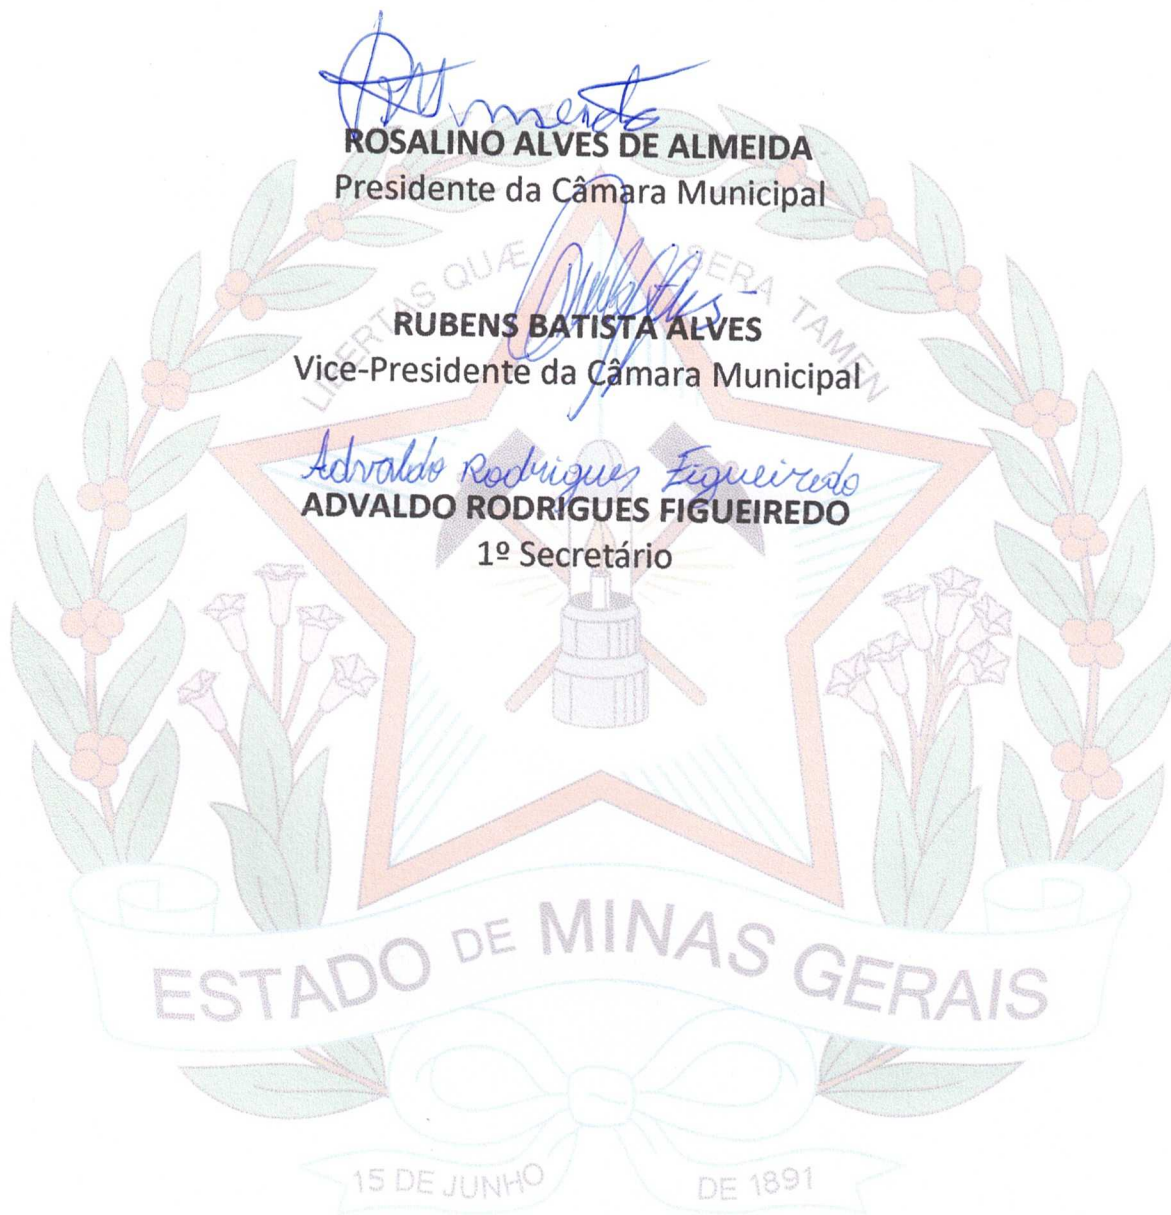 ROSALINO ALVES DE ALMEIDA
Presidente da Câmara Municipal
LIBERTAS QUÆ SERA TAMEN
RUBENS BATISTA ALVES
Vice-Presidente da Câmara Municipal
Advaldo Rodrigues Figueiredo
ADVALDO RODRIGUES FIGUEIREDO
1º Secretário
ESTADO DE MINAS GERAIS
15 DE JUNHO DE 1891